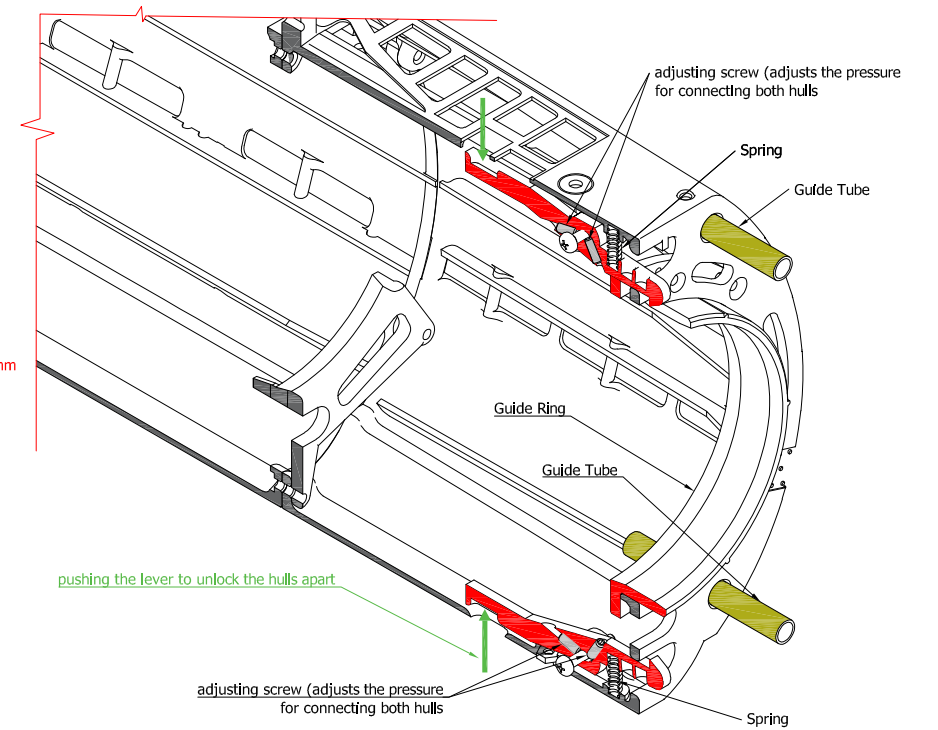 adjusting screw (adjusts the pressure
for connecting both hulls
Spring
Guide Tube
mm
Guide Ring
Guide Tube
pushing the lever to unlock the hulls apart
adjusting screw (adjusts the pressure
for connecting both hulls
Spring